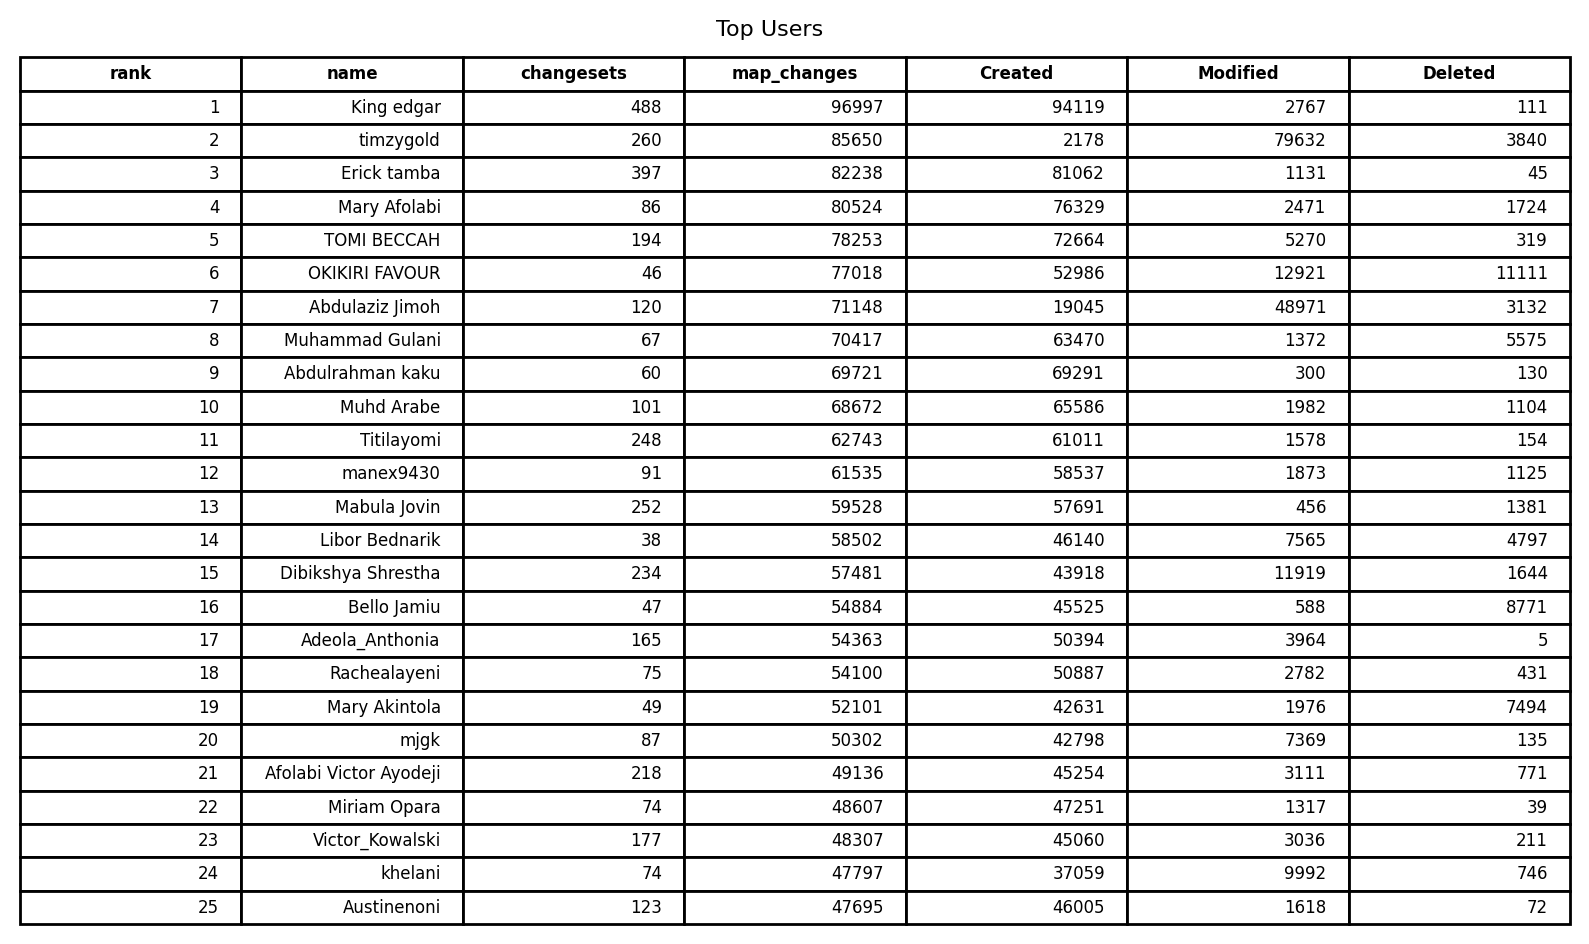 Top Users
rank name changesets map_changes Created Modified Deleted
1 King edgar 488 96997 94119 2767 111
2 timzygold 260 85650 2178 79632 3840
3 Erick tamba 397 82238 81062 1131 45
4 Mary Afolabi 86 80524 76329 2471 1724
5 TOMI BECCAH 194 78253 72664 5270 319
6 OKIKIRI FAVOUR 46 77018 52986 12921 11111
7 Abdulaziz Jimoh 120 71148 19045 48971 3132
8 Muhammad Gulani 67 70417 63470 1372 5575
9 Abdulrahman kaku 60 69721 69291 300 130
10 Muhd Arabe 101 68672 65586 1982 1104
11 Titilayomi 248 62743 61011 1578 154
12 manex9430 91 61535 58537 1873 1125
13 Mabula Jovin 252 59528 57691 456 1381
14 Libor Bednarik 38 58502 46140 7565 4797
15 Dibikshya Shrestha 234 57481 43918 11919 1644
16 Bello Jamiu 47 54884 45525 588 8771
17 Adeola_Anthonia 165 54363 50394 3964 5
18 Rachealayeni 75 54100 50887 2782 431
19 Mary Akintola 49 52101 42631 1976 7494
20 mjgk 87 50302 42798 7369 135
21 Afolabi Victor Ayodeji 218 49136 45254 3111 771
22 Miriam Opara 74 48607 47251 1317 39
23 Victor_Kowalski 177 48307 45060 3036 211
24 khelani 74 47797 37059 9992 746
25 Austinenoni 123 47695 46005 1618 72